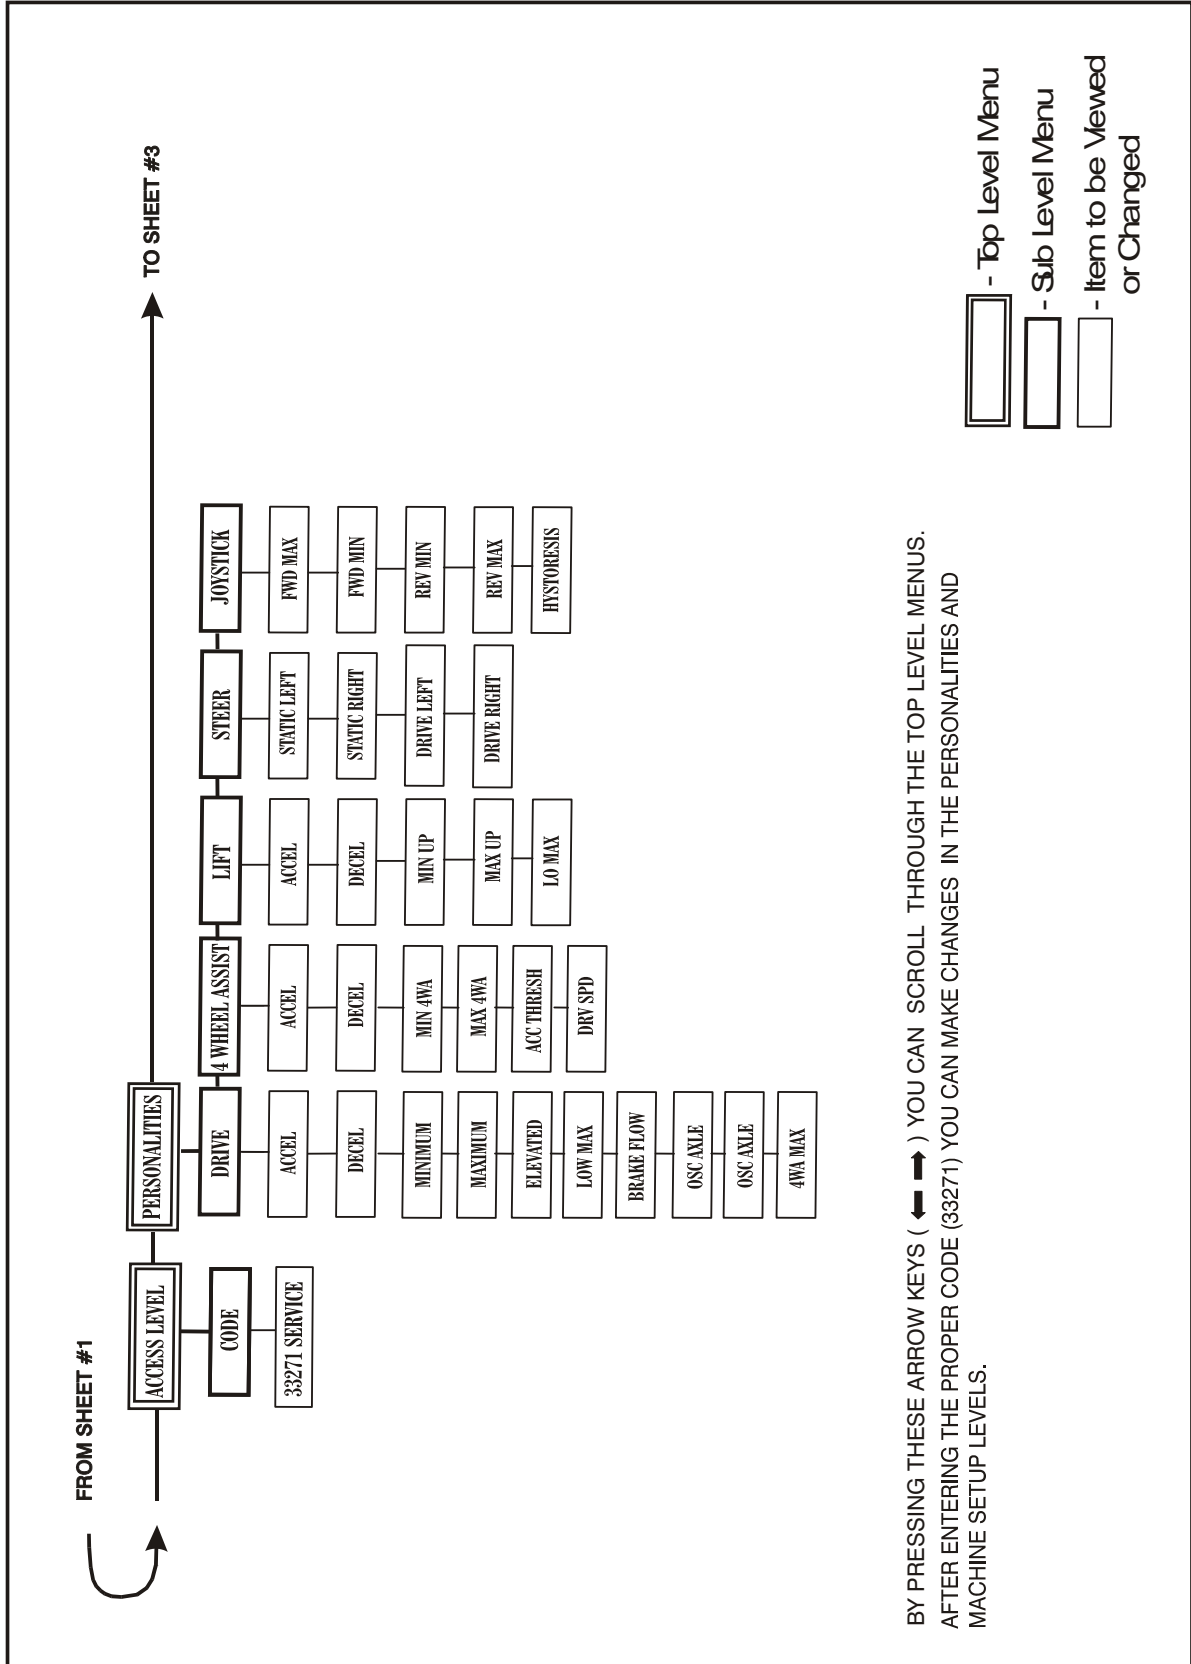 FROM SHEET #1
TO SHEET #3
ACCESS LEVEL
CODE
33271 SERVICE
PERSONALITIES
DRIVE
ACCEL
DECEL
MINIMUM
MAXIMUM
ELEVATED
LOW MAX
BRAKE FLOW
OSC AXLE
OSC AXLE
4WA MAX
4 WHEEL ASSIST
ACCEL
DECEL
MIN 4WA
MAX 4WA
ACC THRESH
DRV SPD
LIFT
ACCEL
DECEL
MIN UP
MAX UP
LO MAX
STEER
STATIC LEFT
STATIC RIGHT
DRIVE LEFT
DRIVE RIGHT
JOYSTICK
FWD MAX
FWD MIN
REV MIN
REV MAX
HYSTORESIS
BY PRESSING THESE ARROW KEYS ( ⬅ ➡ ) YOU CAN SCROLL THROUGH THE TOP LEVEL MENUS.
AFTER ENTERING THE PROPER CODE (33271) YOU CAN MAKE CHANGES IN THE PERSONALITIES AND
MACHINE SETUP LEVELS.
- Top Level Menu
- Sub Level Menu
- Item to be Viewed
or Changed